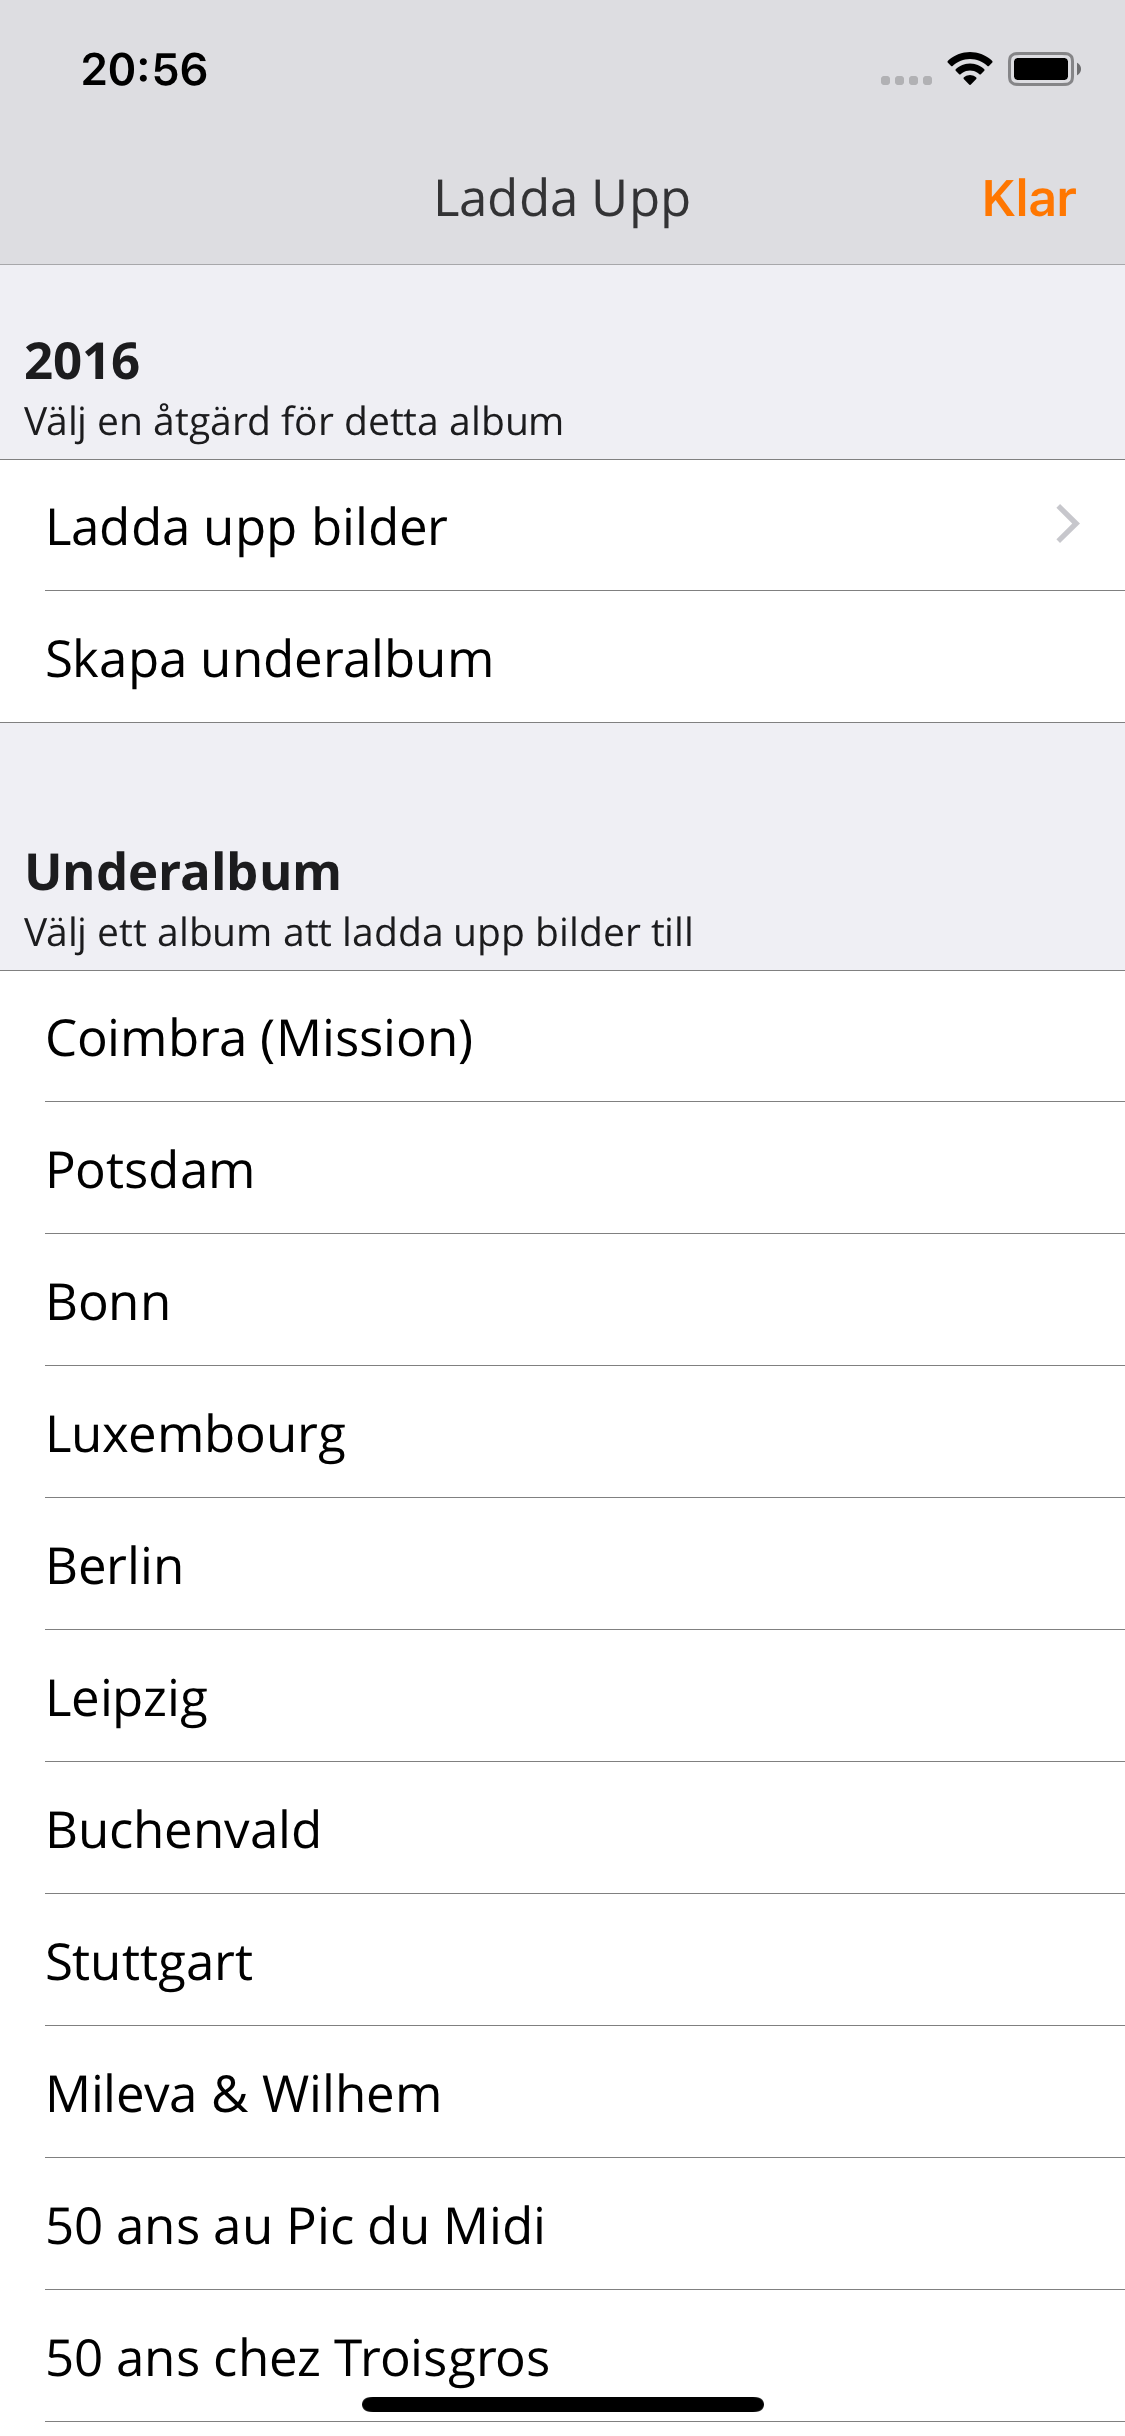 20:56
Ladda Upp
Klar
2016
Välj en åtgärd för detta album
Ladda upp bilder
Skapa underalbum
Underalbum
Välj ett album att ladda upp bilder till
Coimbra (Mission)
Potsdam
Bonn
Luxembourg
Berlin
Leipzig
Buchenvald
Stuttgart
Mileva & Wilhem
50 ans au Pic du Midi
50 ans chez Troisgros